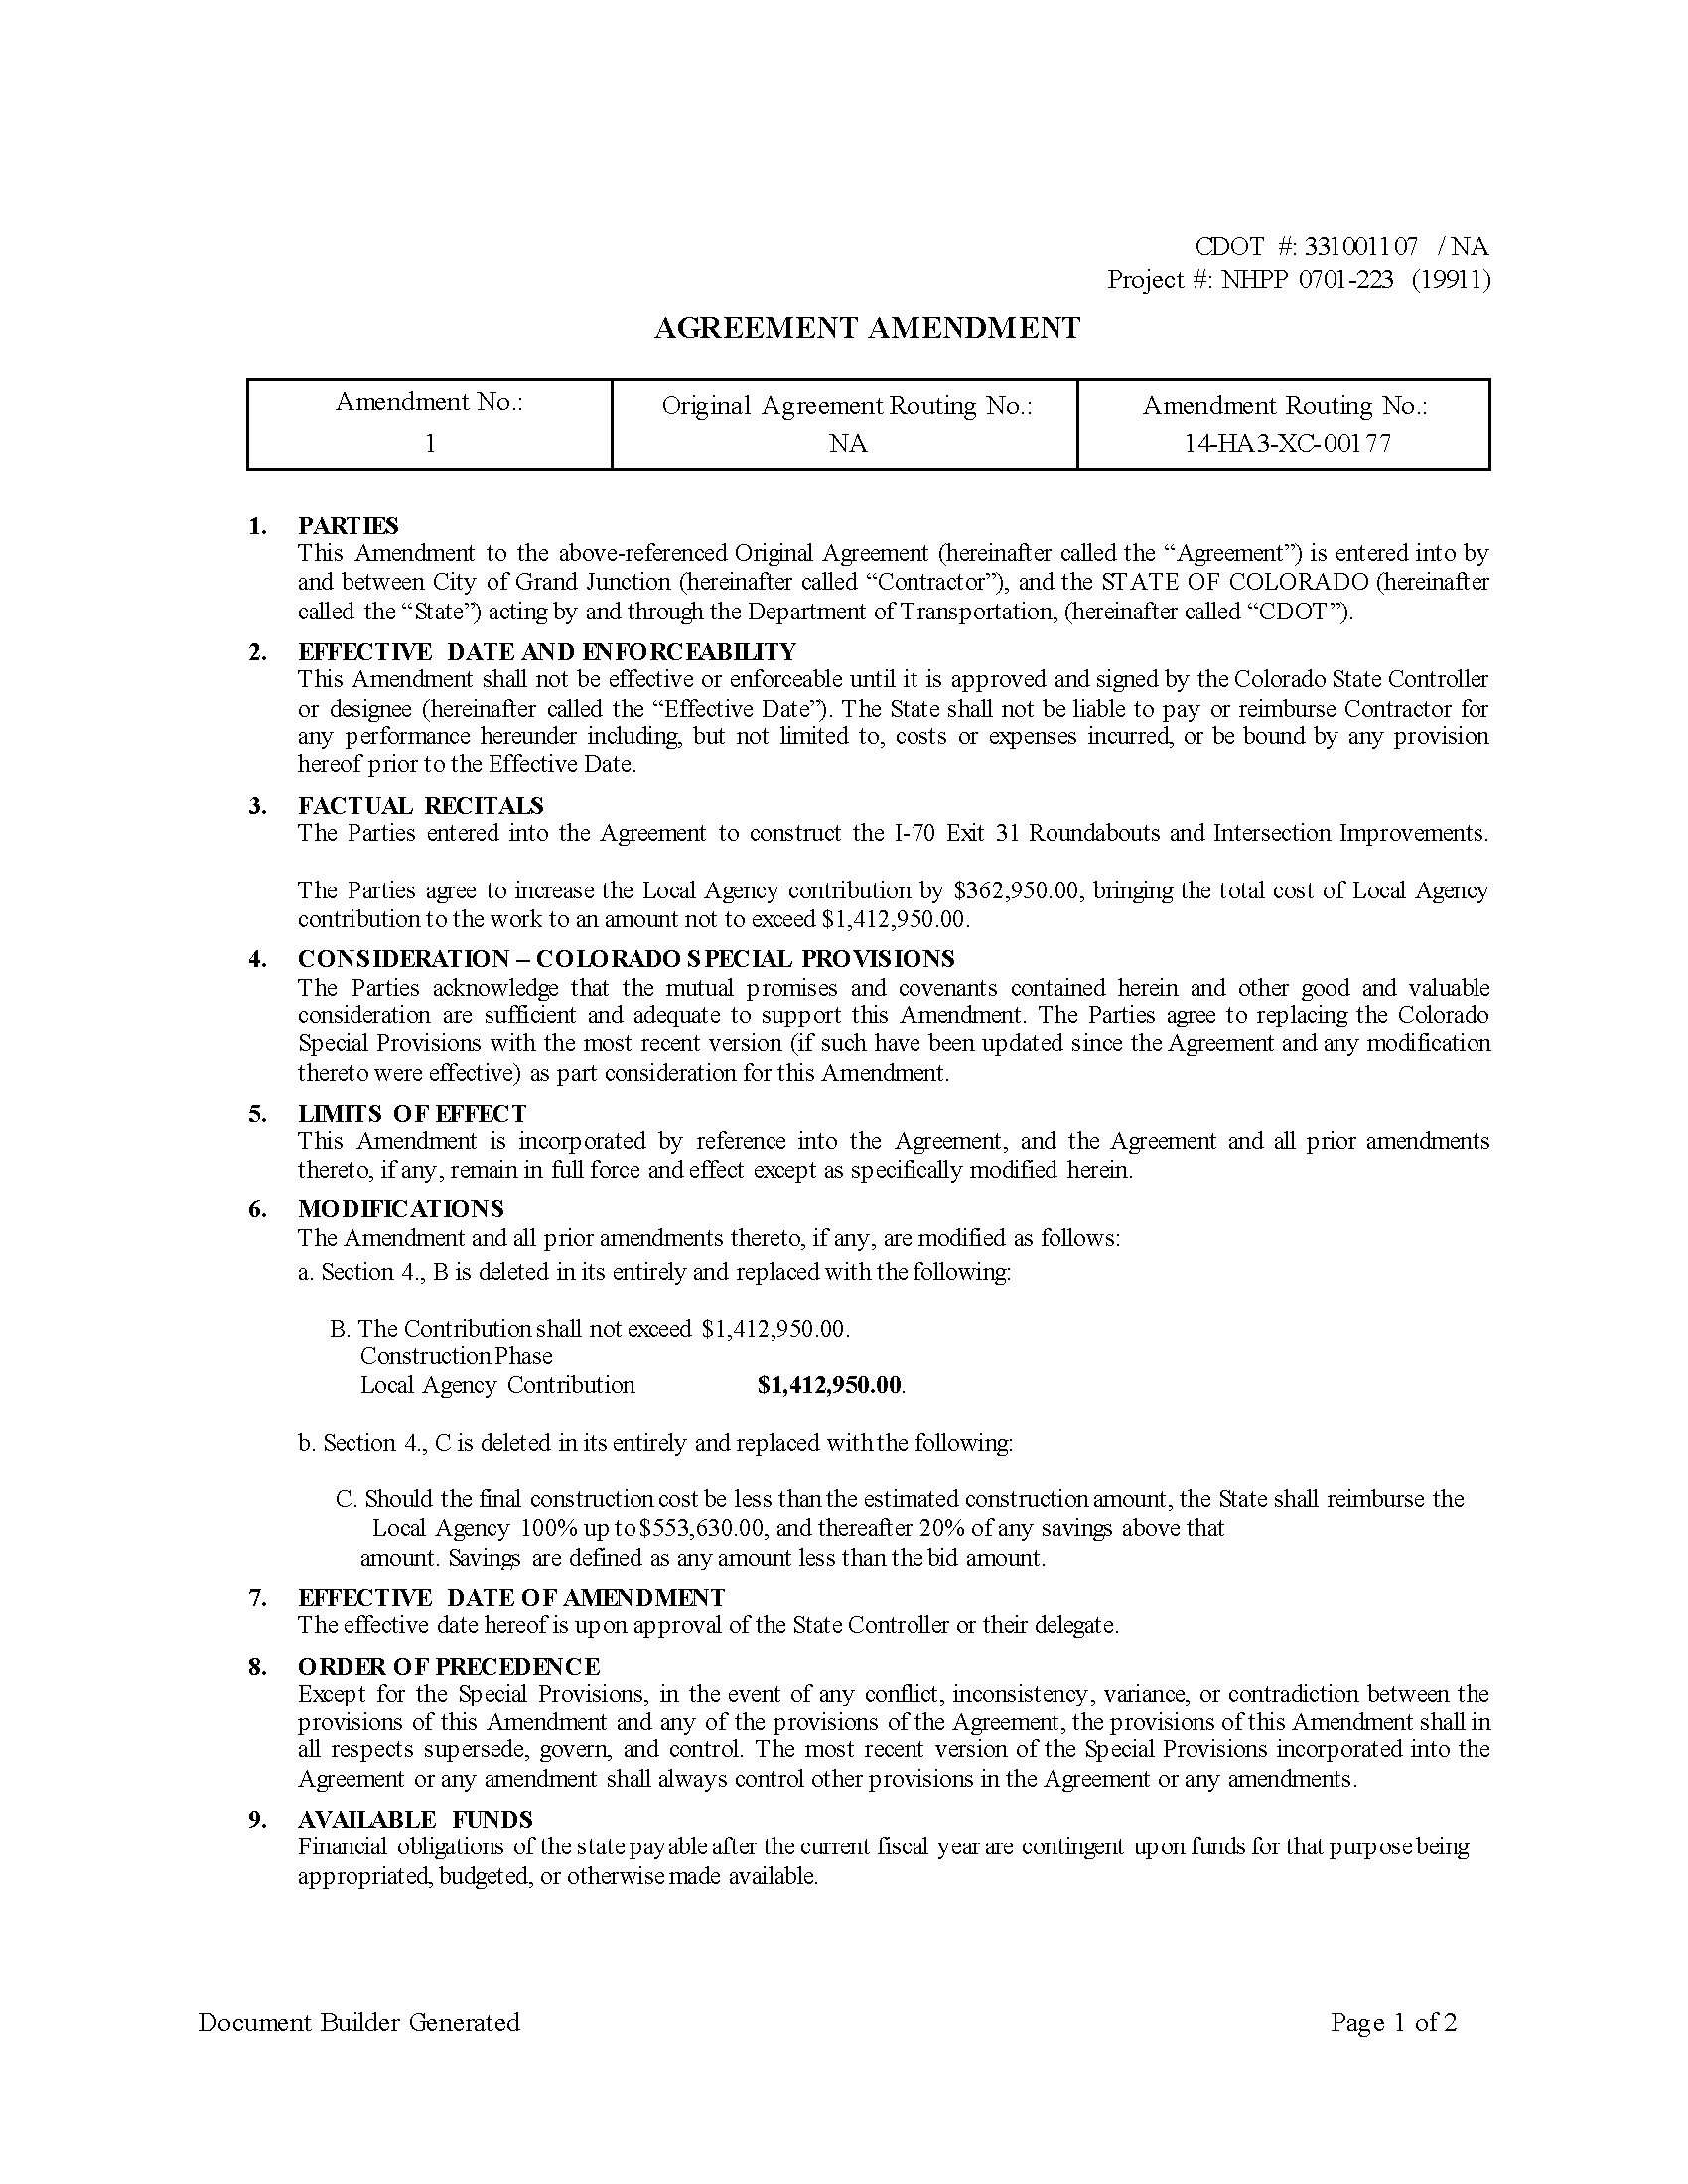 CDOT #: 331001107 / NA
Project #: NHPP 0701-223 (19911)
AGREEMENT AMENDMENT
Amendment No.:
1
Original Agreement Routing No.:
NA
Amendment Routing No.:
14-HA3-XC-00177
1. PARTIES
This Amendment to the above-referenced Original Agreement (hereinafter called the “Agreement”) is entered into by
and between City of Grand Junction (hereinafter called “Contractor”), and the STATE OF COLORADO (hereinafter
called the “State”) acting by and through the Department of Transportation, (hereinafter called “CDOT”).
2. EFFECTIVE DATE AND ENFORCEABILITY
This Amendment shall not be effective or enforceable until it is approved and signed by the Colorado State Controller
or designee (hereinafter called the “Effective Date”). The State shall not be liable to pay or reimburse Contractor for
any performance hereunder including, but not limited to, costs or expenses incurred, or be bound by any provision
hereof prior to the Effective Date.
3. FACTUAL RECITALS
The Parties entered into the Agreement to construct the I-70 Exit 31 Roundabouts and Intersection Improvements.
The Parties agree to increase the Local Agency contribution by $362,950.00, bringing the total cost of Local Agency
contribution to the work to an amount not to exceed $1,412,950.00.
4. CONSIDERATION – COLORADO SPECIAL PROVISIONS
The Parties acknowledge that the mutual promises and covenants contained herein and other good and valuable
consideration are sufficient and adequate to support this Amendment. The Parties agree to replacing the Colorado
Special Provisions with the most recent version (if such have been updated since the Agreement and any modification
thereto were effective) as part consideration for this Amendment.
5. LIMITS OF EFFECT
This Amendment is incorporated by reference into the Agreement, and the Agreement and all prior amendments
thereto, if any, remain in full force and effect except as specifically modified herein.
6. MODIFICATIONS
The Amendment and all prior amendments thereto, if any, are modified as follows:
a. Section 4., B is deleted in its entirely and replaced with the following:
B. The Contribution shall not exceed $1,412,950.00.
Construction Phase
Local Agency Contribution $1,412,950.00.
b. Section 4., C is deleted in its entirely and replaced with the following:
C. Should the final construction cost be less than the estimated construction amount, the State shall reimburse the
Local Agency 100% up to $553,630.00, and thereafter 20% of any savings above that
amount. Savings are defined as any amount less than the bid amount.
7. EFFECTIVE DATE OF AMENDMENT
The effective date hereof is upon approval of the State Controller or their delegate.
8. ORDER OF PRECEDENCE
Except for the Special Provisions, in the event of any conflict, inconsistency, variance, or contradiction between the
provisions of this Amendment and any of the provisions of the Agreement, the provisions of this Amendment shall in
all respects supersede, govern, and control. The most recent version of the Special Provisions incorporated into the
Agreement or any amendment shall always control other provisions in the Agreement or any amendments.
9. AVAILABLE FUNDS
Financial obligations of the state payable after the current fiscal year are contingent upon funds for that purpose being
appropriated, budgeted, or otherwise made available.
Document Builder Generated
Page 1 of 2